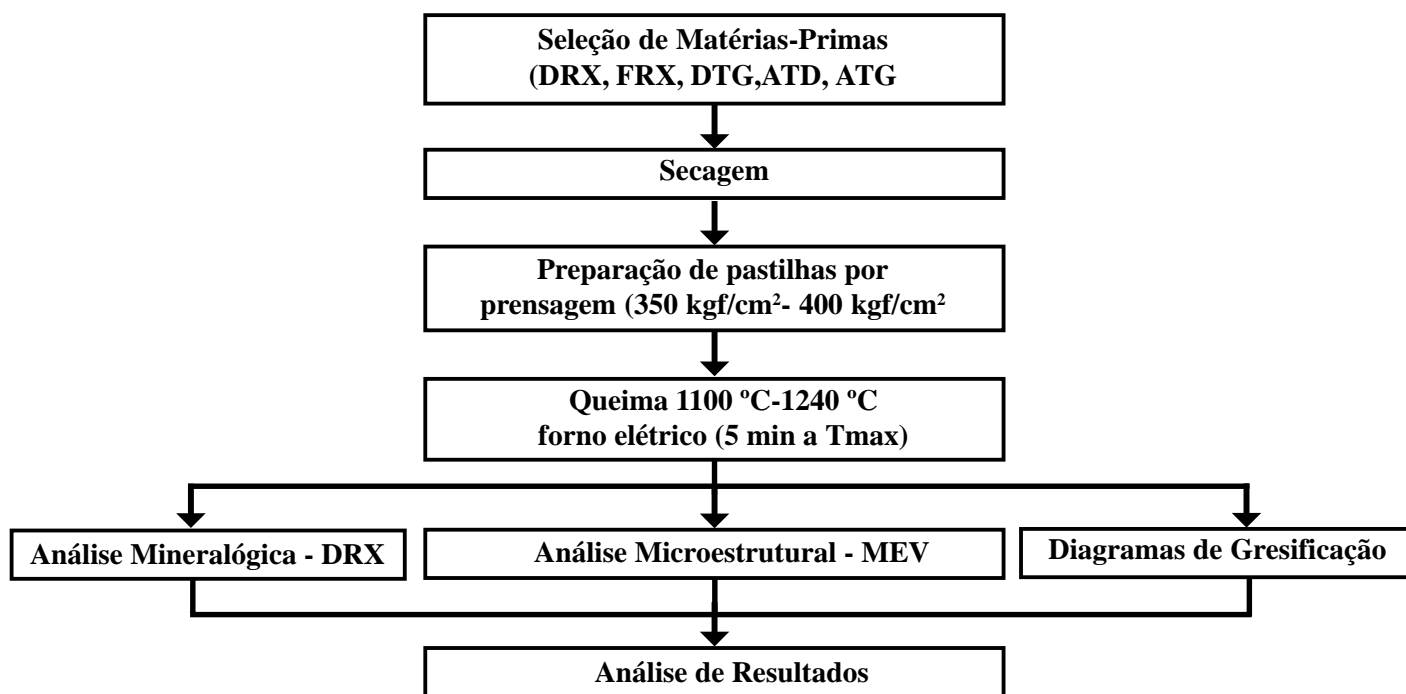 Seleção de Matérias-Primas
(DRX, FRX, DTG,ATD, ATG
Secagem
Preparação de pastilhas por
prensagem (350 kgf/cm²- 400 kgf/cm²
Queima 1100 ºC-1240 ºC
forno elétrico (5 min a Tmax)
Análise Mineralógica - DRX
Análise Microestrutural - MEV
Diagramas de Gresificação
Análise de Resultados